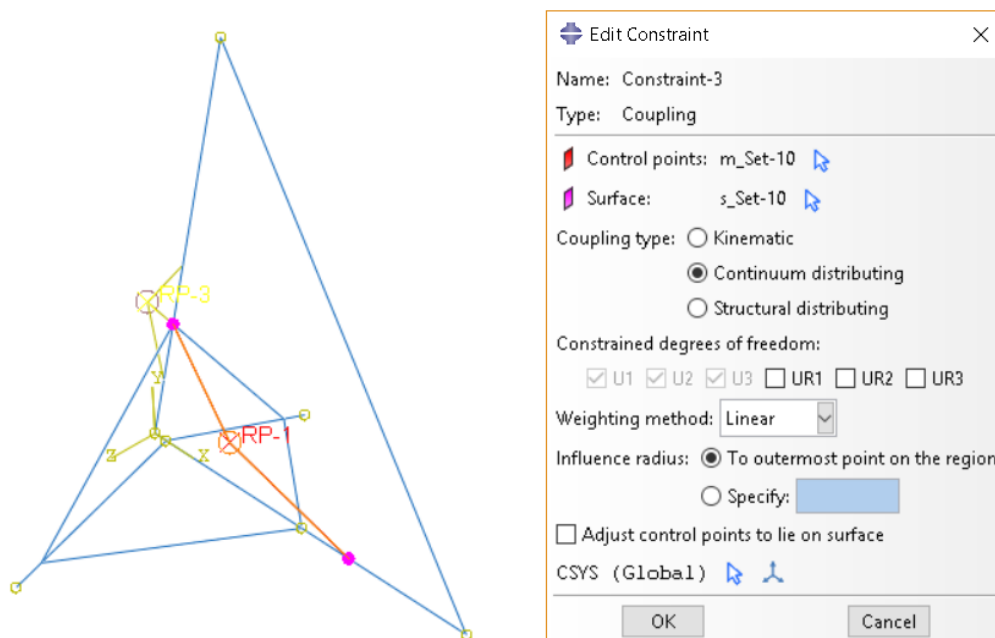 RP-3
Y
RP-1
Z
X
Edit Constraint
Name: Constraint-3
Type: Coupling
Control points: m_Set-10
Surface: s_Set-10
Coupling type: Kinematic
Continuum distributing
Structural distributing
Constrained degrees of freedom:
U1 U2 U3 UR1 UR2 UR3
Weighting method: Linear
Influence radius: To outermost point on the region
Specify:
Adjust control points to lie on surface
CSYS (Global)
OK Cancel